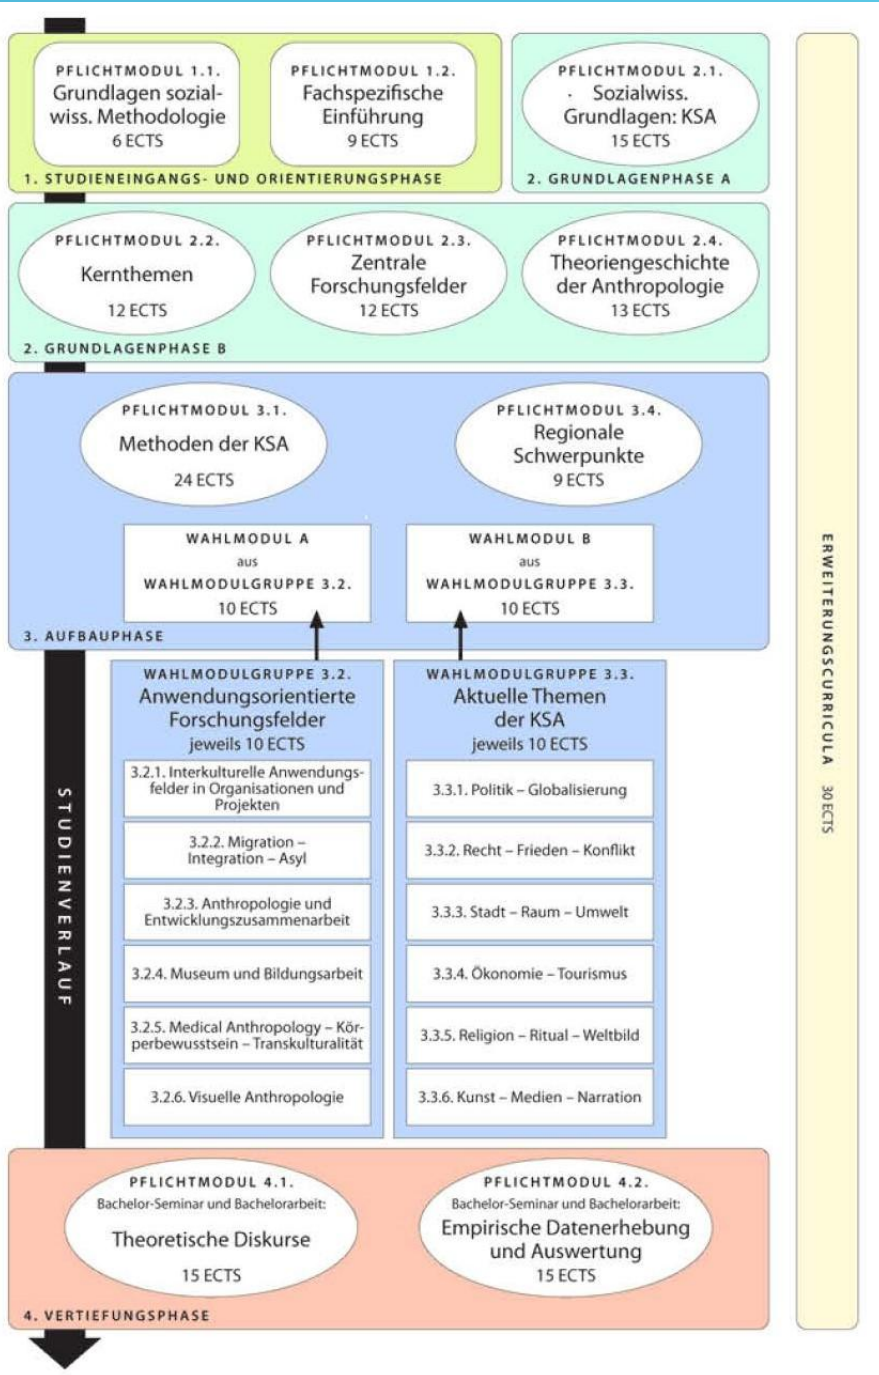 PFLICHTMODUL 1.1.
Grundlagen sozial-
wiss. Methodologie
6 ECTS
PFLICHTMODUL 1.2.
Fachspezifische
Einführung
9 ECTS
1. STUDIENEINGANGS- UND ORIENTIERUNGSPHASE
PFLICHTMODUL 2.1.
Sozialwiss.
Grundlagen: KSA
15 ECTS
2. GRUNDLAGENPHASE A
PFLICHTMODUL 2.2.
Kernthemen
12 ECTS
PFLICHTMODUL 2.3.
Zentrale
Forschungsfelder
12 ECTS
PFLICHTMODUL 2.4.
Theoriengeschichte
der Anthropologie
13 ECTS
2. GRUNDLAGENPHASE B
PFLICHTMODUL 3.1.
Methoden der KSA
24 ECTS
PFLICHTMODUL 3.4.
Regionale
Schwerpunkte
9 ECTS
WAHLMODUL A
aus
WAHLMODULGRUPPE 3.2.
10 ECTS
WAHLMODUL B
aus
WAHLMODULGRUPPE 3.3.
10 ECTS
3. AUFBAUPHASE
WAHLMODULGRUPPE 3.2.
Anwendungsorientierte
Forschungsfelder
jeweils 10 ECTS
3.2.1. Interkulturelle Anwendungs-
felder in Organisationen und
Projekten
3.2.2. Migration –
Integration – Asyl
3.2.3. Anthropologie und
Entwicklungszusammenarbeit
3.2.4. Museum und Bildungsarbeit
3.2.5. Medical Anthropology – Kör-
perbewusstsein – Transkulturalität
3.2.6. Visuelle Anthropologie
WAHLMODULGRUPPE 3.3.
Aktuelle Themen
der KSA
jeweils 10 ECTS
3.3.1. Politik – Globalisierung
3.3.2. Recht – Frieden – Konflikt
3.3.3. Stadt – Raum – Umwelt
3.3.4. Ökonomie – Tourismus
3.3.5. Religion – Ritual – Weltbild
3.3.6. Kunst – Medien – Narration
STUDIENVERLAUF
PFLICHTMODUL 4.1.
Bachelor-Seminar und Bachelorarbeit:
Theoretische Diskurse
15 ECTS
PFLICHTMODUL 4.2.
Bachelor-Seminar und Bachelorarbeit:
Empirische Datenerhebung
und Auswertung
15 ECTS
4. VERTIEFUNGSPHASE
ERWEITERUNGSCURRICULA 30 ECTS